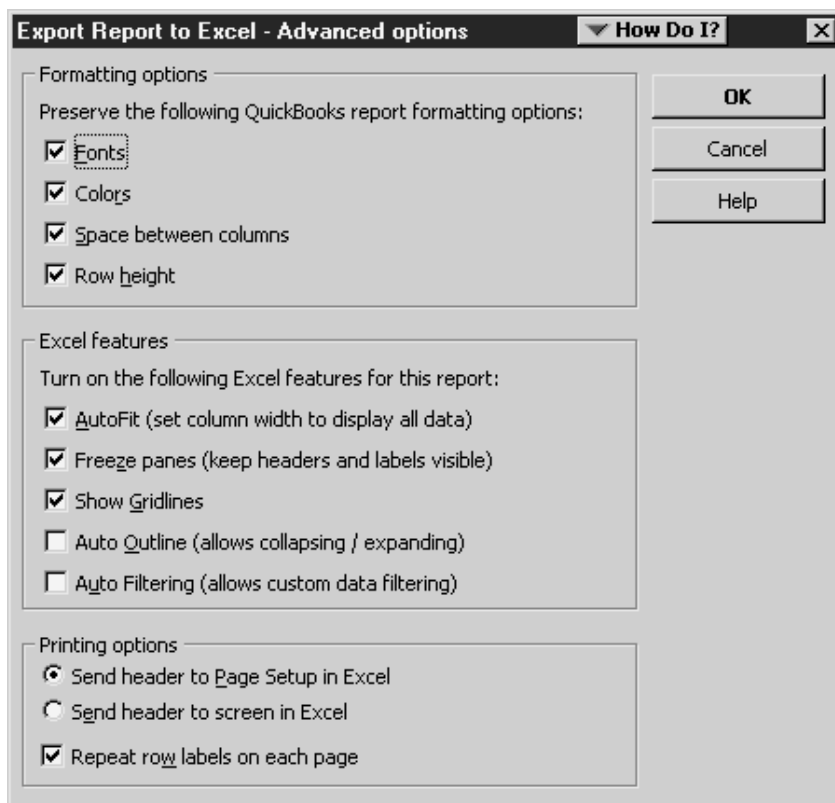 Export Report to Excel - Advanced options
How Do I?
Formatting options
Preserve the following QuickBooks report formatting options:
Fonts
Colors
Space between columns
Row height
OK
Cancel
Help
Excel features
Turn on the following Excel features for this report:
AutoFit (set column width to display all data)
Freeze panes (keep headers and labels visible)
Show Gridlines
Auto Outline (allows collapsing / expanding)
Auto Filtering (allows custom data filtering)
Printing options
Send header to Page Setup in Excel
Send header to screen in Excel
Repeat row labels on each page